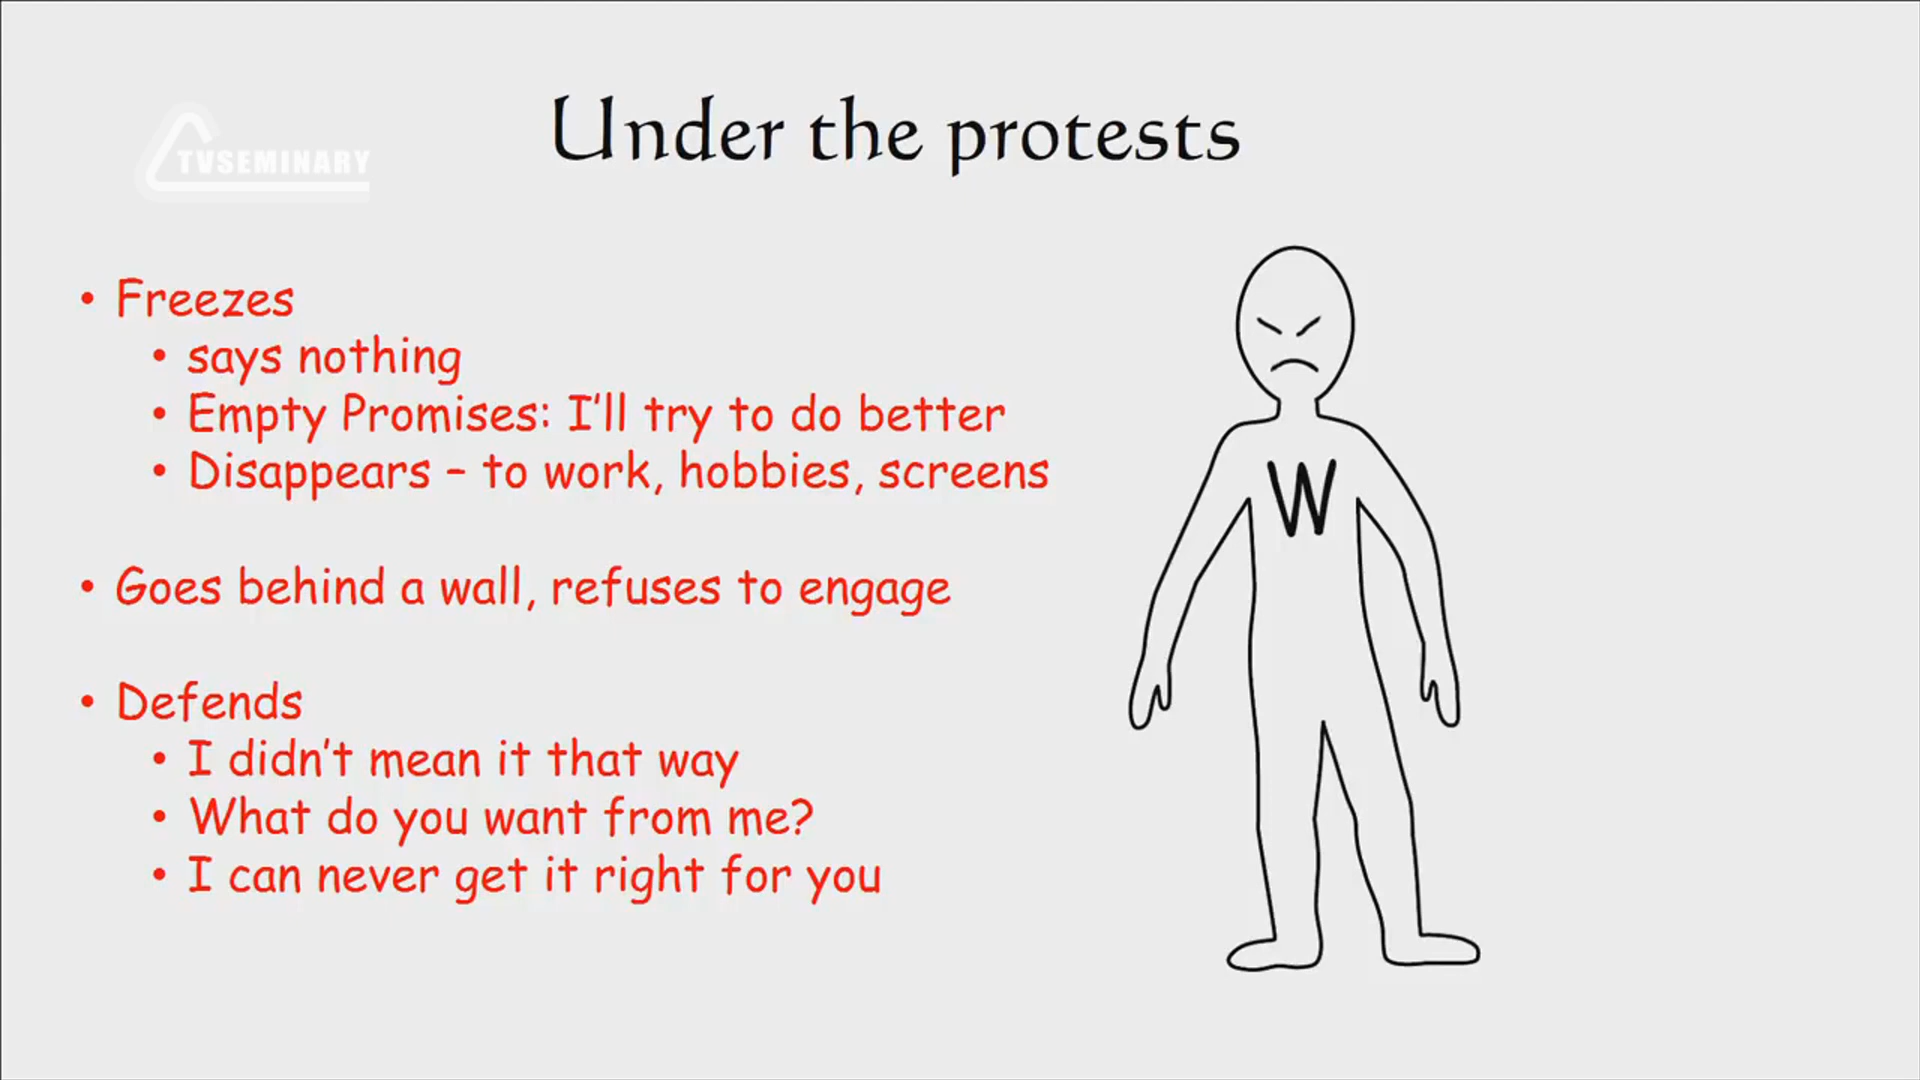 Under the protests
TVSEMINARY
• Freezes
• says nothing
• Empty Promises: I'll try to do better
• Disappears – to work, hobbies, screens
• Goes behind a wall, refuses to engage
• Defends
• I didn't mean it that way
• What do you want from me?
• I can never get it right for you
W